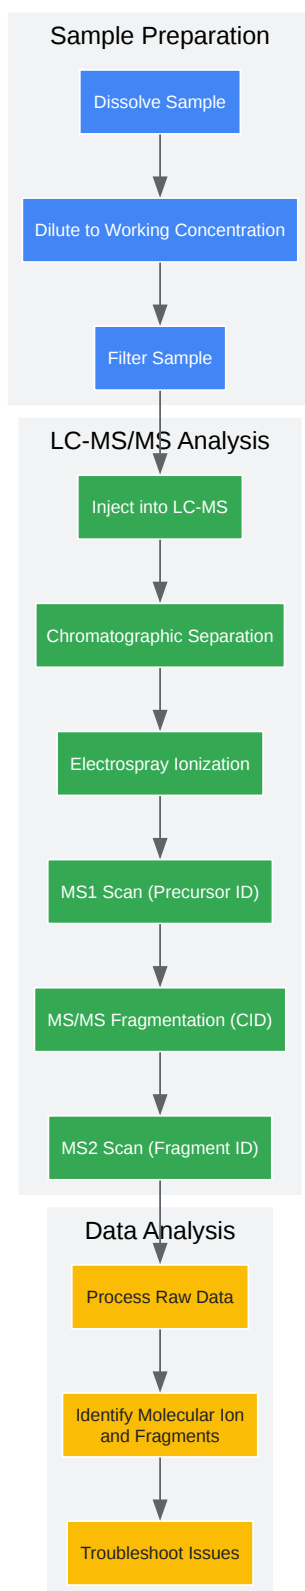 Sample Preparation
Dissolve Sample
Dilute to Working Concentration
Filter Sample
LC-MS/MS Analysis
Inject into LC-MS
Chromatographic Separation
Electrospray Ionization
MS1 Scan (Precursor ID)
MS/MS Fragmentation (CID)
MS2 Scan (Fragment ID)
Data Analysis
Process Raw Data
Identify Molecular Ion
and Fragments
Troubleshoot Issues